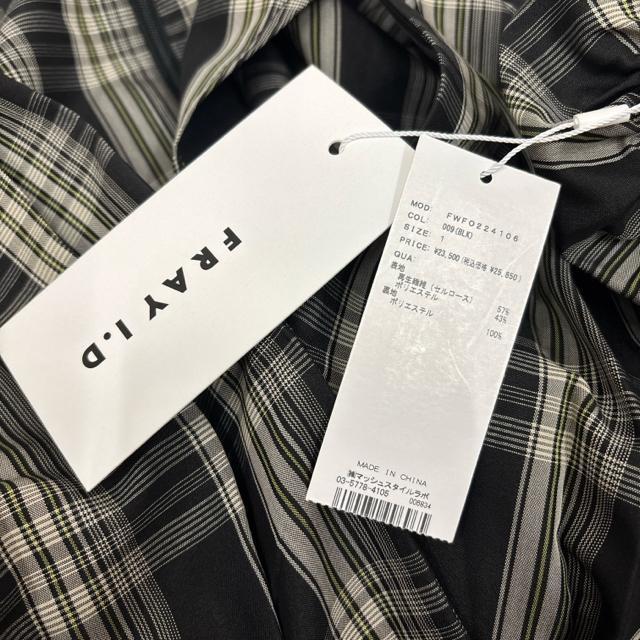 FRAY I.D
MOD: FWFO224106
COL: 009(BLK)
SIZE: 1
PRICE: ¥23,500(税込価格 ¥25,850)
QUA:
表地
再生繊維(セルロース) 57%
ポリエステル 43%
裏地
ポリエステル 100%
MADE IN CHINA
㈱マッシュスタイルラボ
03-5778-4105 006934